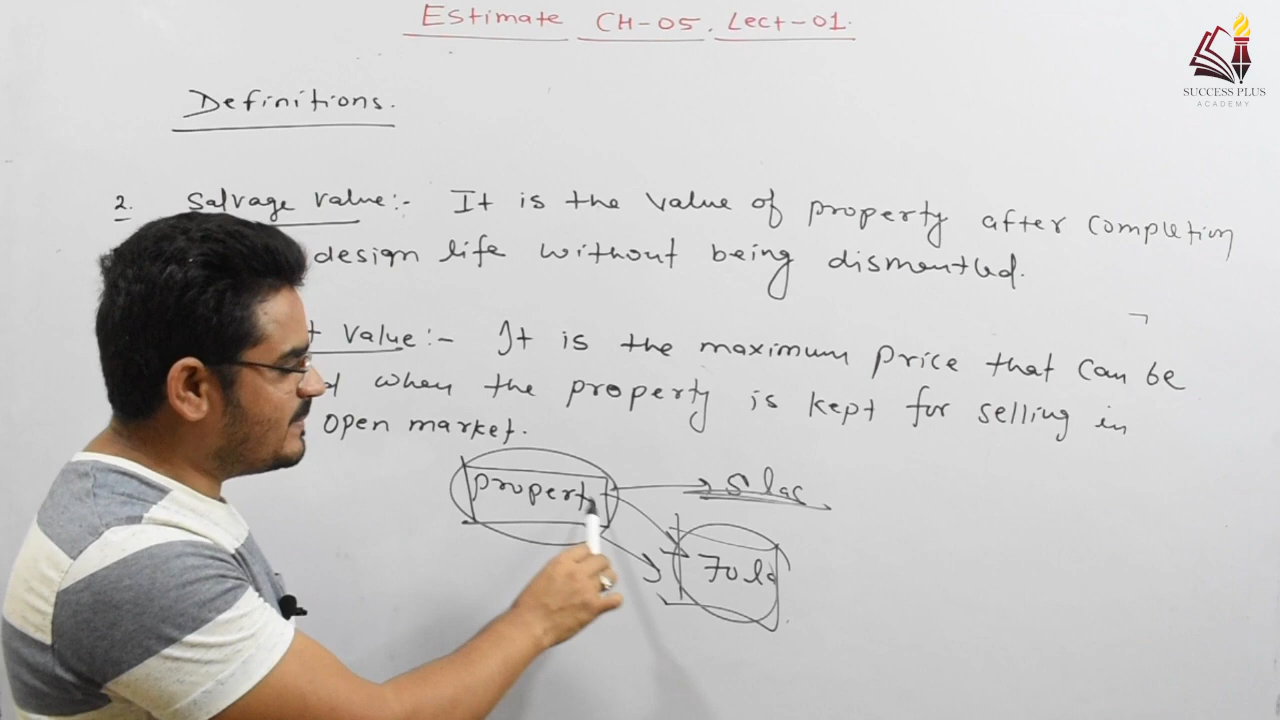 Estimate CH-05. Lect-01.
SUCCESS PLUS
ACADEMY
Definitions.
2. Salvage value:- It is the value of property after completion
design life without being dismentled.
Value:- It is the maximum price that can be
when the property is kept for selling in
open market.
property
5 lac
70 lac